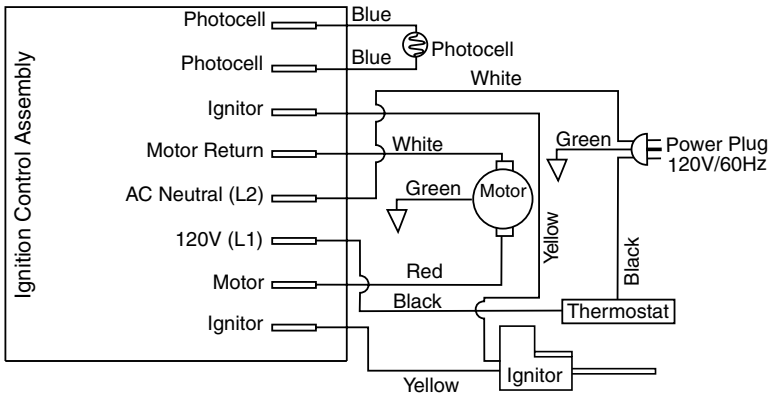 Photocell
Blue
Photocell
Blue
Photocell
White
Ignitor
Motor Return
White
Green
Power Plug
120V/60Hz
AC Neutral (L2)
Green
Motor
120V (L1)
Yellow
Black
Motor
Red
Black
Thermostat
Ignitor
Yellow
Ignitor
Ignition Control Assembly